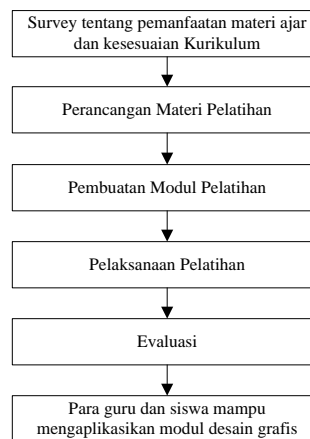 Survey tentang pemanfaatan materi ajar
dan kesesuaian Kurikulum
Perancangan Materi Pelatihan
Pembuatan Modul Pelatihan
Pelaksanaan Pelatihan
Evaluasi
Para guru dan siswa mampu
mengaplikasikan modul desain grafis